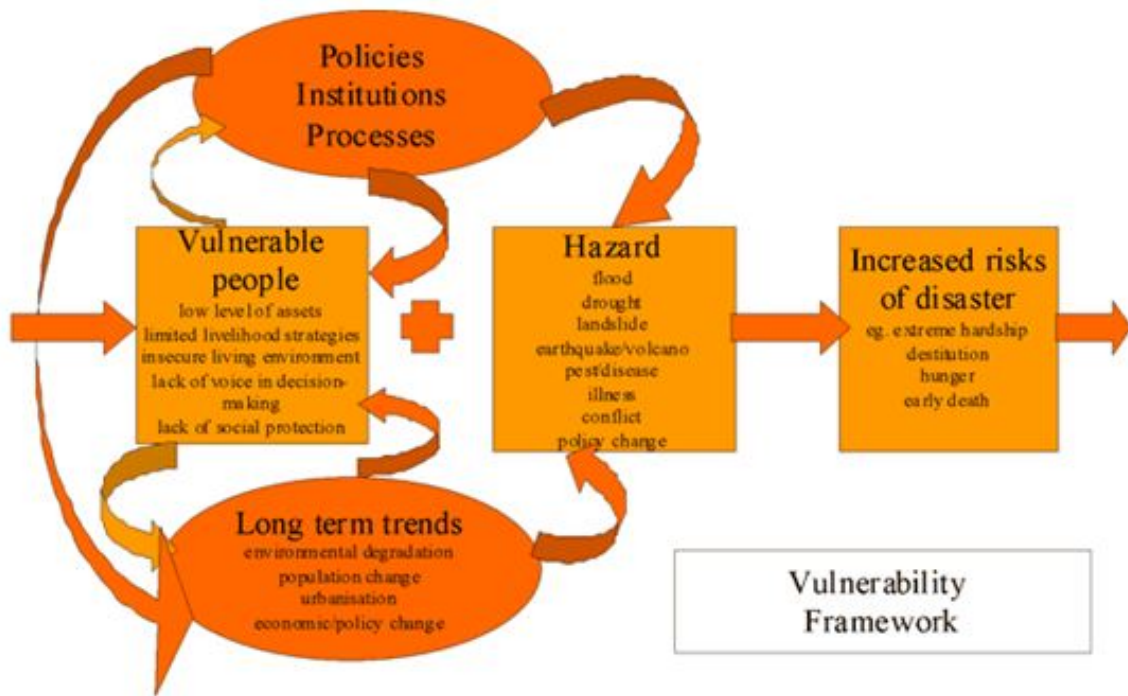 Policies
Institutions
Processes
Vulnerable
people
low level of assets
limited livelihood strategies
insecure living environment
lack of voice in decision-
making
lack of social protection
Hazard
flood
drought
landslide
earthquake/volcano
pest/disease
illness
conflict
policy change
Increased risks
of disaster
eg. extreme hardship
destitution
hunger
early death
Long term trends
environmental degradation
population change
urbanisation
economic/policy change
Vulnerability
Framework